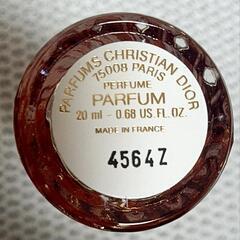 PARFUMS CHRISTIAN DIOR
75008 PARIS
PERFUME
PARFUM
20 ml - 0.68 US. FL. OZ.
MADE IN FRANCE
4564Z